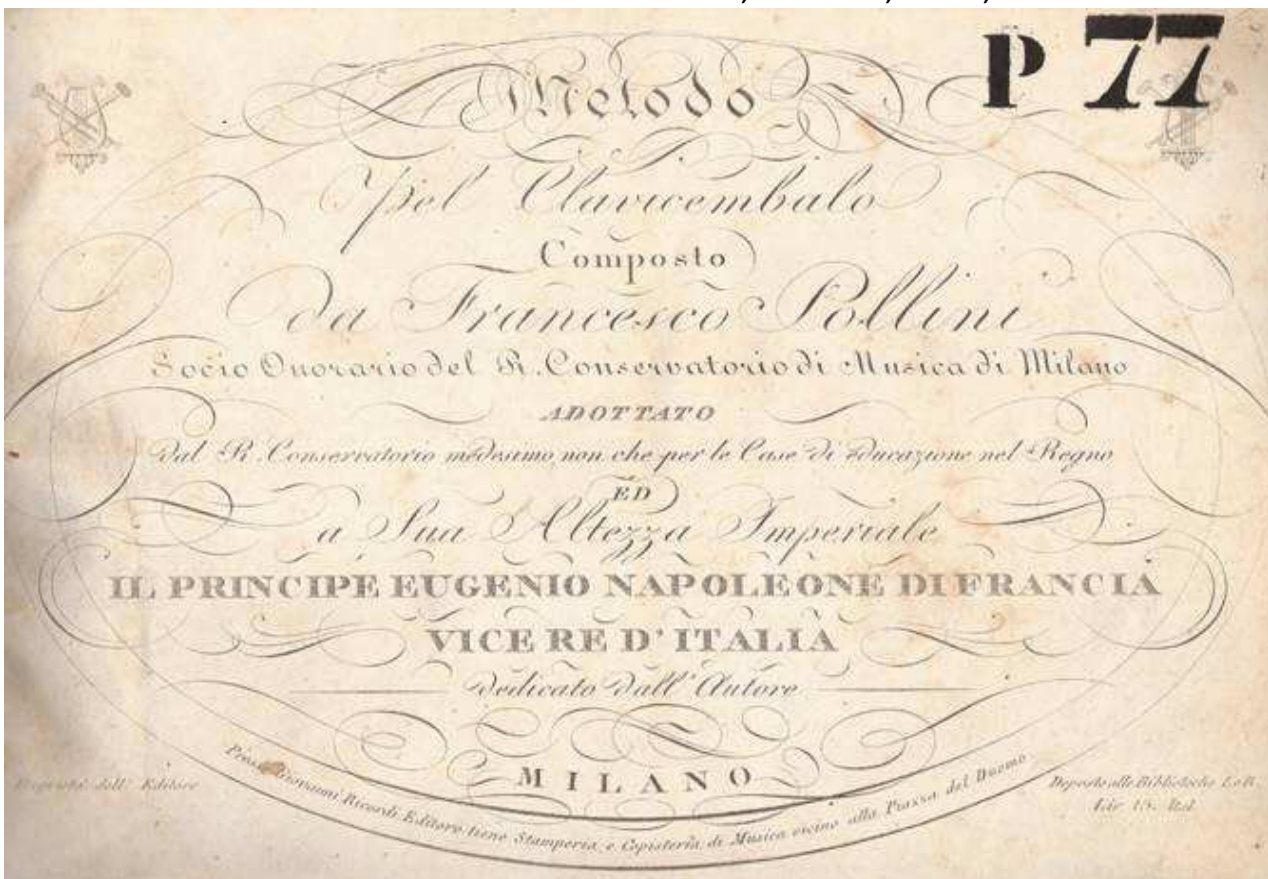 P 77
Metodo
Pel Clavicembalo
Composto
da Francesco Pollini
Socio Onorario del R. Conservatorio di Musica di Milano
ADOTTATO
dal R. Conservatorio medesimo, non che per le Case di educazione nel Regno
ED
a Sua Altezza Imperiale
IL PRINCIPE EUGENIO NAPOLEONE DI FRANCIA
VICE RE D'ITALIA
dedicato dall'Autore
MILANO
Presso Giovanni Ricordi Editore, tiene Stamperia, e Copisteria di Musica vicino alla Piazza del Duomo
Proprietà dell' Editore
Deposto alle Biblioteche I. e R.
Lir. 15. Ital.